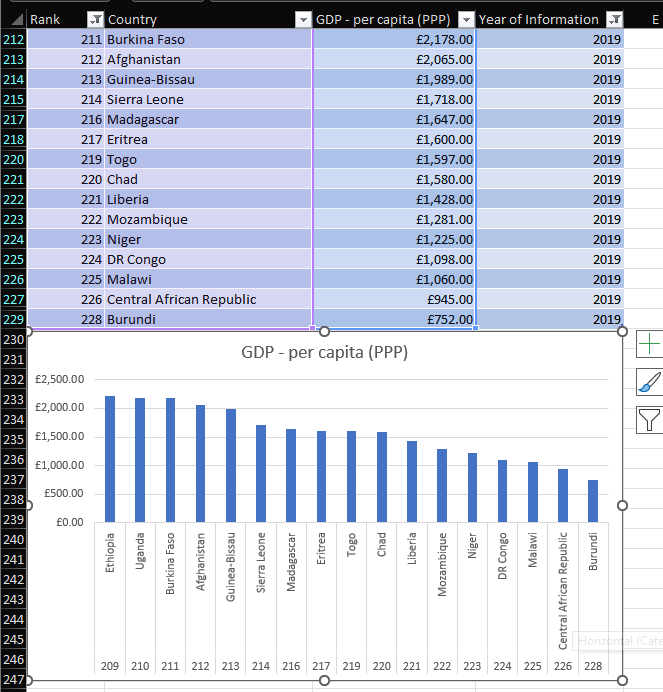 Rank Country GDP - per capita (PPP) Year of Information E
212 211 Burkina Faso £2,178.00 2019
213 212 Afghanistan £2,065.00 2019
214 213 Guinea-Bissau £1,989.00 2019
215 214 Sierra Leone £1,718.00 2019
217 216 Madagascar £1,647.00 2019
218 217 Eritrea £1,600.00 2019
220 219 Togo £1,597.00 2019
221 220 Chad £1,580.00 2019
222 221 Liberia £1,428.00 2019
223 222 Mozambique £1,281.00 2019
224 223 Niger £1,225.00 2019
225 224 DR Congo £1,098.00 2019
226 225 Malawi £1,060.00 2019
227 226 Central African Republic £945.00 2019
229 228 Burundi £752.00 2019
230
231
232
233
234
235
236
237
238
239
240
241
242
243
244
245
246
247
GDP - per capita (PPP)
£2,500.00
£2,000.00
£1,500.00
£1,000.00
£500.00
£0.00
Ethiopia Uganda Burkina Faso Afghanistan Guinea-Bissau Sierra Leone Madagascar Eritrea Togo Chad Liberia Mozambique Niger DR Congo Malawi Central African Republic Burundi
209 210 211 212 213 214 216 217 219 220 221 222 223 224 225 226 228
Horizontal (Cate